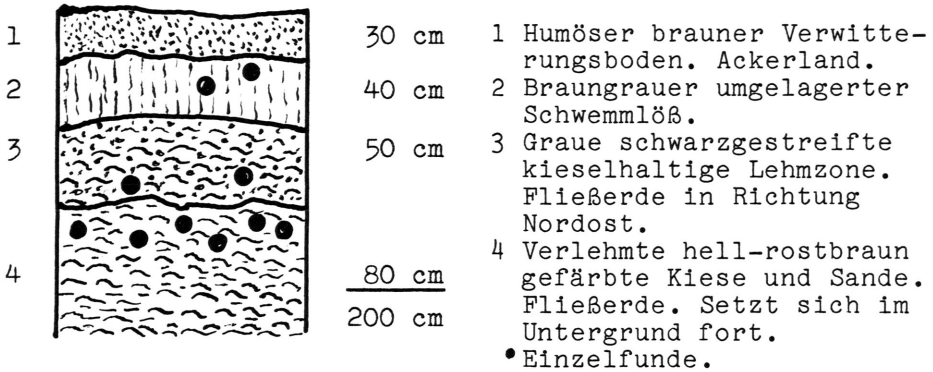 1
2
3
4
30 cm
40 cm
50 cm
80 cm
200 cm
1 Humöser brauner Verwitte-
rungsboden. Ackerland.
2 Braungrauer umgelagerter
Schwemmlöß.
3 Graue schwarzgestreifte
kieselhaltige Lehmzone.
Fließerde in Richtung
Nordost.
4 Verlehmte hell-rostbraun
gefärbte Kiese und Sande.
Fließerde. Setzt sich im
Untergrund fort.
•Einzelfunde.